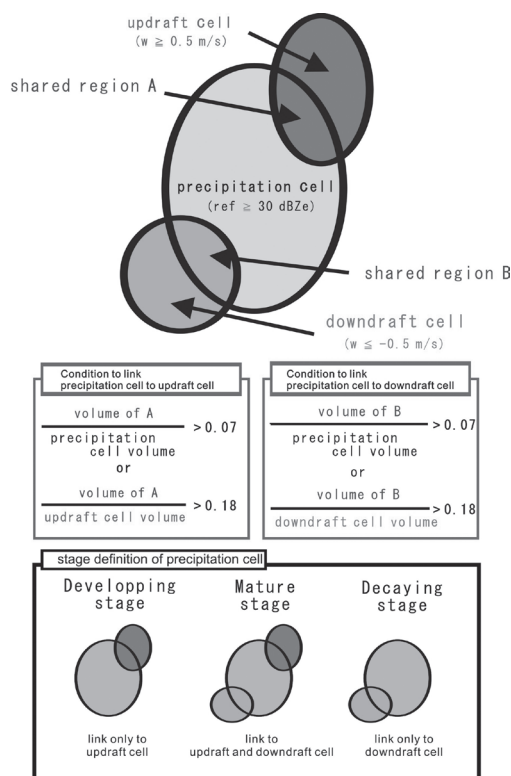 updraft cell
(w ≧ 0.5 m/s)
shared region A
precipitation cell
(ref ≧ 30 dBZe)
shared region B
downdraft cell
(w ≦ -0.5 m/s)
Condition to link
precipitation cell to updraft cell
volume of A
precipitation
cell volume
>0.07
or
volume of A
updraft cell volume
>0.18
Condition to link
precipitation cell to downdraft cell
volume of B
precipitation
cell volume
>0.07
or
volume of B
downdraft cell volume
>0.18
stage definition of precipitation cell
Developping
stage
Mature
stage
Decaying
stage
link only to
updraft cell
link to
updraft and downdraft cell
link only to
downdraft cell